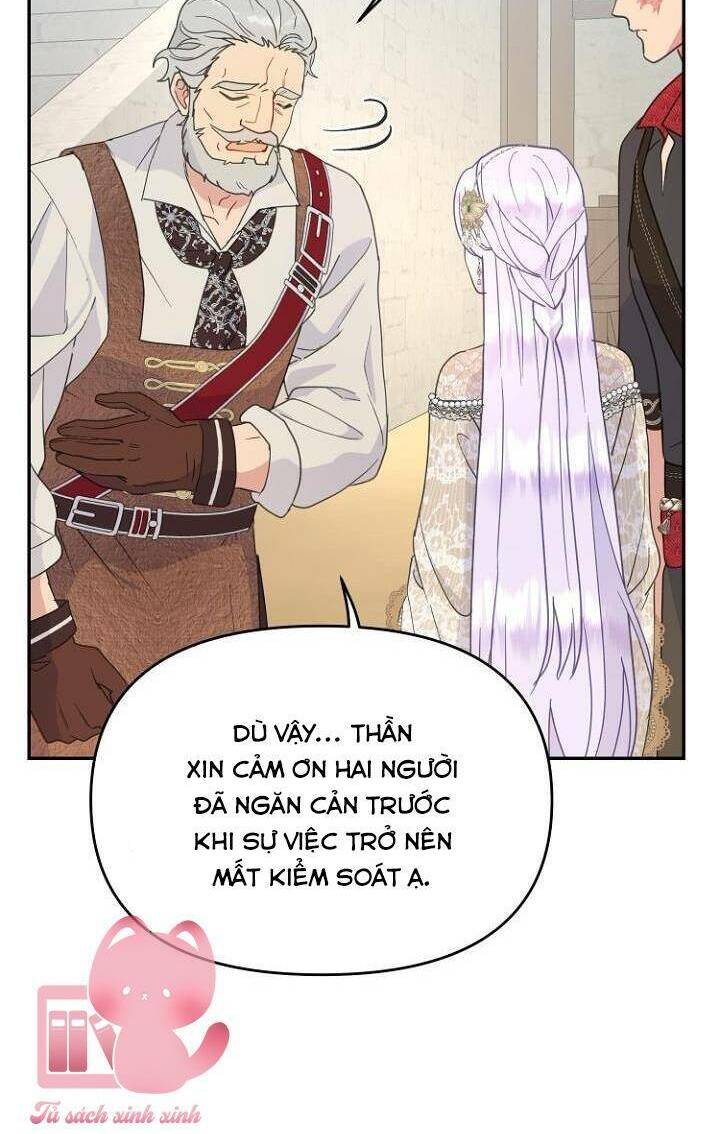 DÙ VẬY... THẦN
XIN CẢM ƠN HAI NGƯỜI
ĐÃ NGĂN CẢN TRƯỚC
KHI SỰ VIỆC TRỞ NÊN
MẤT KIỂM SOÁT Ạ.
Tủ sách xinh xinh